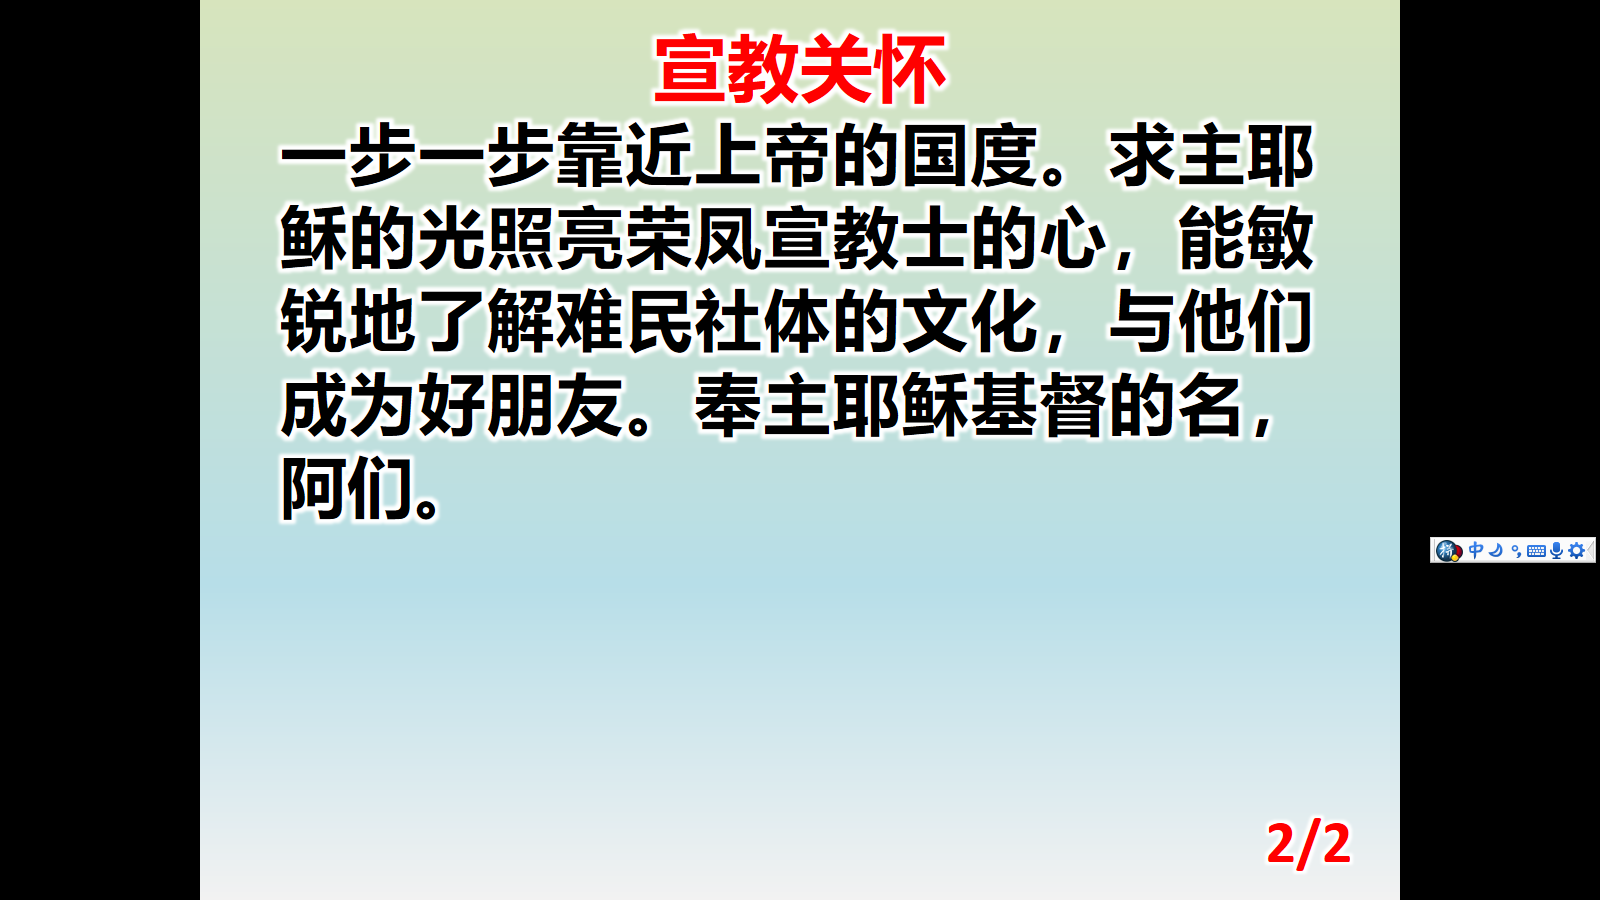 宣教关怀
一步一步靠近上帝的国度。求主耶
稣的光照亮荣凤宣教士的心，能敏
锐地了解难民社体的文化，与他们
成为好朋友。奉主耶稣基督的名，
阿们。
中
2/2